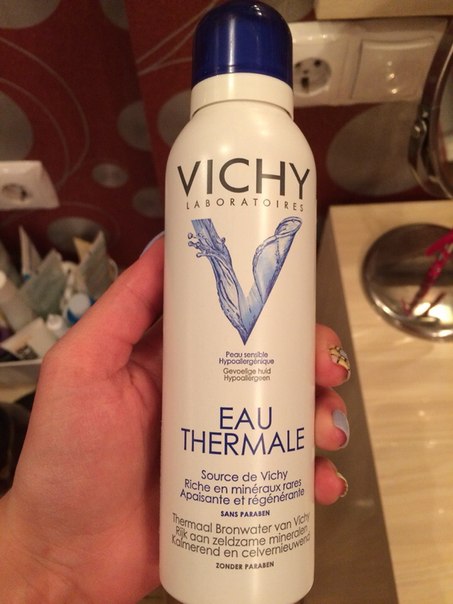 VICHY
LABORATOIRES
Peau sensible
Hypoallergénique
Gevoelige huid
Hypoallergeen
EAU
THERMALE
Source de Vichy
Riche en minéraux rares
Apaisante et régénérante
SANS PARABEN
Thermaal Bronwater van Vichy
Rijk aan zeldzame mineralen
Kalmerend en celvernieuwend
ZONDER PARABEN